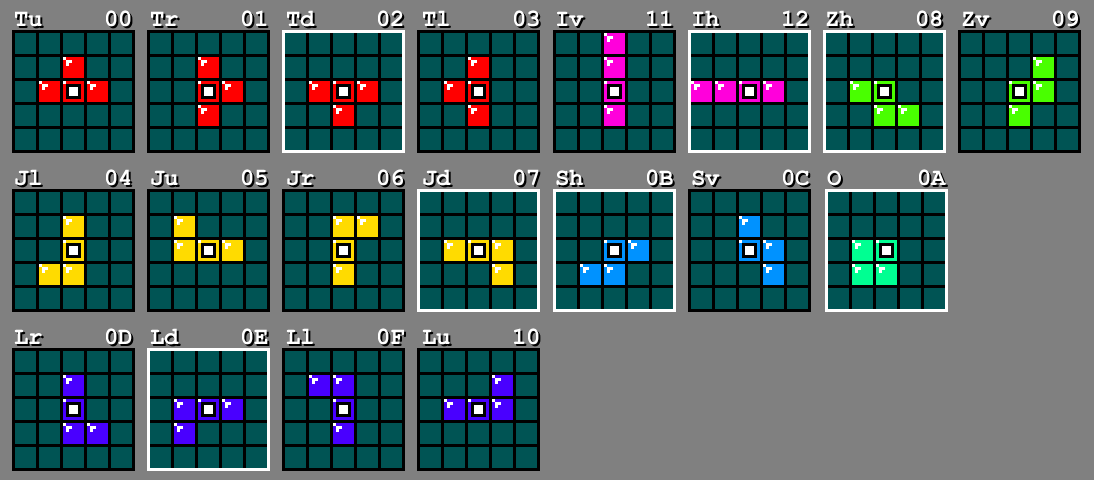 Tu 00 Tr 01 Td 02 Tl 03 Iv 11 Ih 12 Zh 08 Zv 09
Jl 04 Ju 05 Jr 06 Jd 07 Sh 0B Sv 0C O 0A
Lr 0D Ld 0E Ll 0F Lu 10